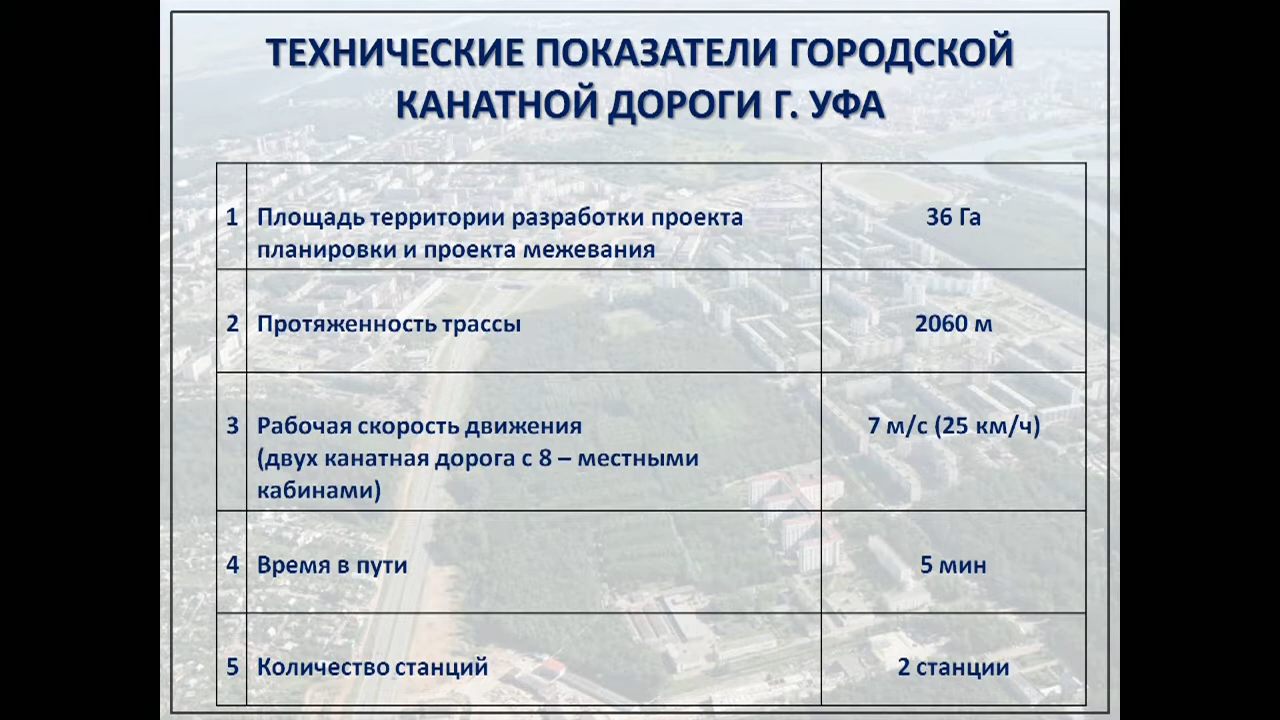 ТЕХНИЧЕСКИЕ ПОКАЗАТЕЛИ ГОРОДСКОЙ
КАНАТНОЙ ДОРОГИ Г. УФА
1 Площадь территории разработки проекта 36 Га
планировки и проекта межевания
2 Протяженность трассы 2060 м
3 Рабочая скорость движения 7 м/с (25 км/ч)
(двух канатная дорога с 8 – местными
кабинами)
4 Время в пути 5 мин
5 Количество станций 2 станции